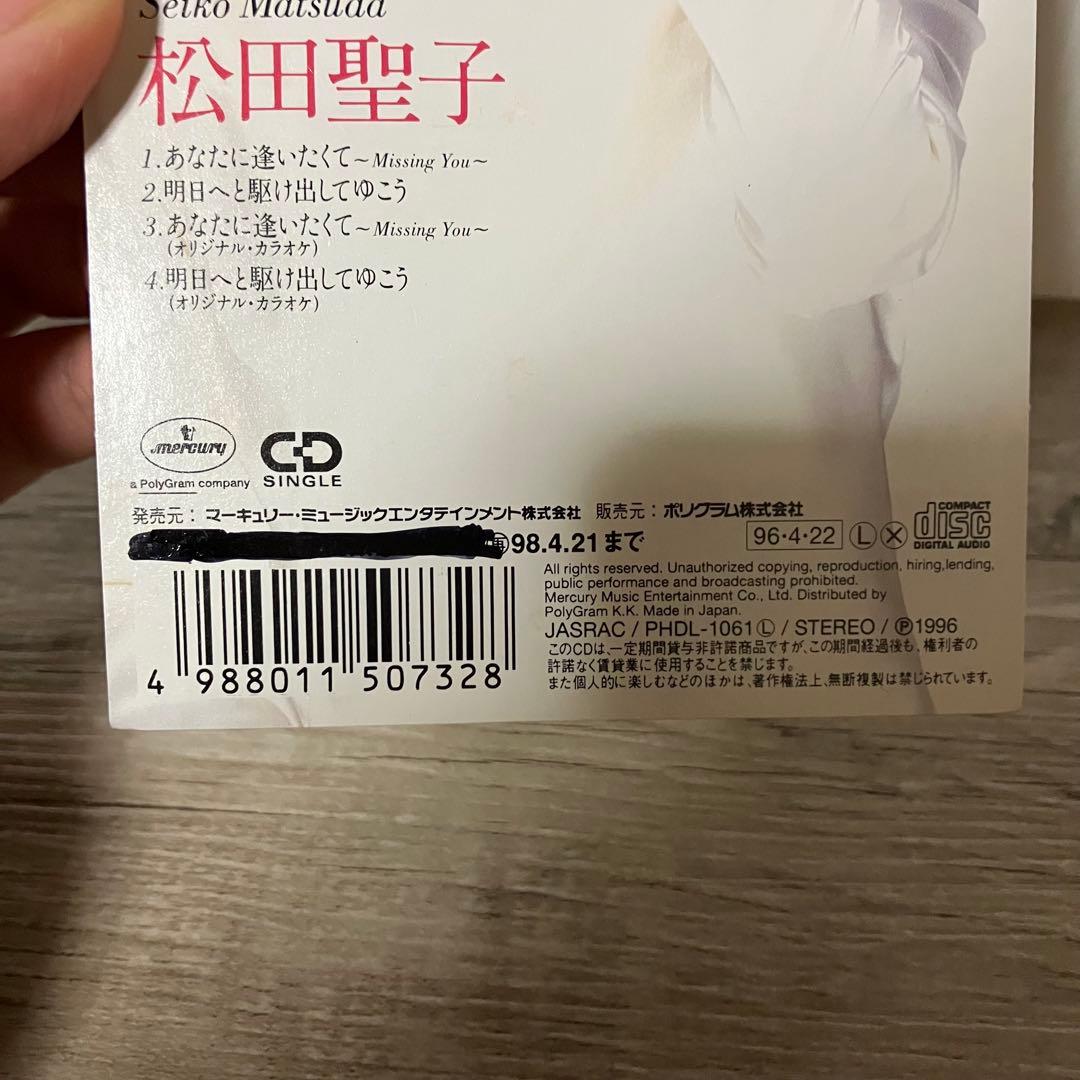 Seiko Matsuda
松田聖子
1.あなたに逢いたくて～Missing You～
2.明日へと駆け出してゆこう
3.あなたに逢いたくて～Missing You～
(オリジナル・カラオケ)
4.明日へと駆け出してゆこう
(オリジナル・カラオケ)
mercury
a PolyGram company
CD
SINGLE
発売元：マーキュリー・ミュージックエンタテインメント株式会社 販売元：ポリグラム株式会社
98.4.21まで
96・4・22 Ⓛ Ⓧ COMPACT disc DIGITAL AUDIO
All rights reserved. Unauthorized copying, reproduction, hiring, lending,
public performance and broadcasting prohibited.
Mercury Music Entertainment Co., Ltd. Distributed by
PolyGram K.K. Made in Japan.
JASRAC / PHDL-1061Ⓛ / STEREO / Ⓟ1996
このCDは、一定期間貸与非許諾商品ですが、この期間経過後も、権利者の
許諾なく賃貸業に使用することを禁じます。
また個人的に楽しむなどのほかは、著作権法上、無断複製は禁じられています。
4 988011 507328